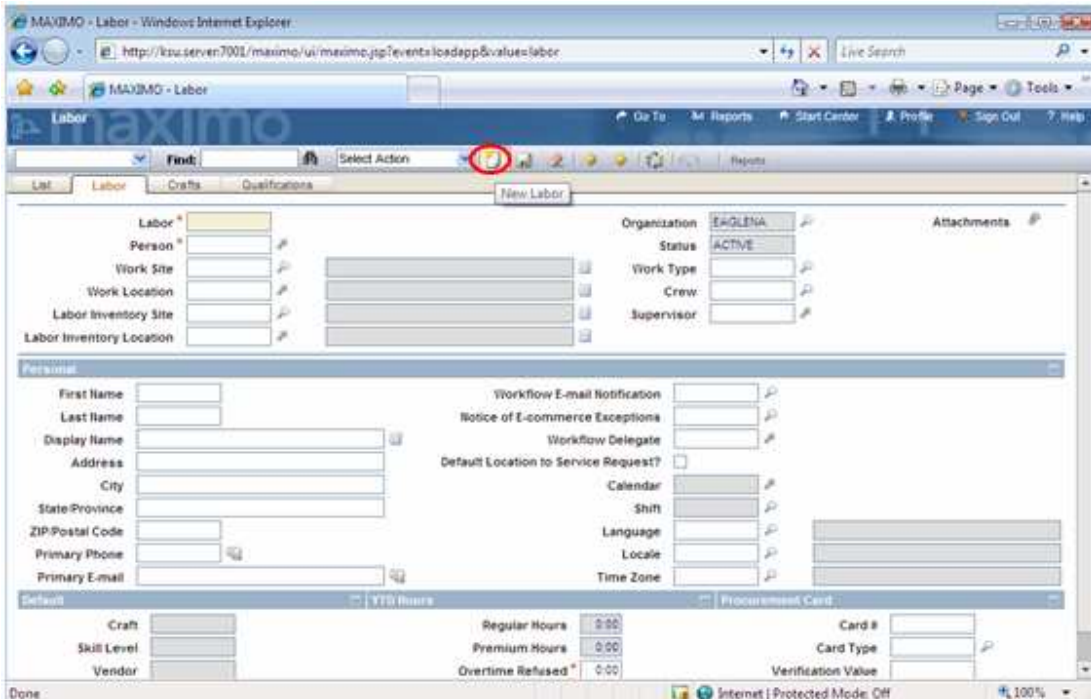 MAXIMO - Labor - Windows Internet Explorer
http://ksu.server:7001/maximo/ui/maximo.jsp?event=loadapp&value=labor
Live Search
MAXIMO - Labor
Page
Tools
Labor
maximo
Go To
Reports
Start Center
Profile
Sign Out
? Help
Find:
Select Action
Reports
List
Labor
Crafts
Qualifications
New Labor
Labor *
Organization EAGLENA
Attachments
Person *
Status ACTIVE
Work Site
Work Type
Work Location
Crew
Labor Inventory Site
Supervisor
Labor Inventory Location
Personal
First Name
Workflow E-mail Notification
Last Name
Notice of E-commerce Exceptions
Display Name
Workflow Delegate
Address
Default Location to Service Request?
City
Calendar
State/Province
Shift
ZIP/Postal Code
Language
Primary Phone
Locale
Primary E-mail
Time Zone
Default
YTD Hours
Procurement Card
Craft
Regular Hours 0:00
Card #
Skill Level
Premium Hours 0:00
Card Type
Vendor
Overtime Refused * 0:00
Verification Value
Done
Internet | Protected Mode: Off
100%